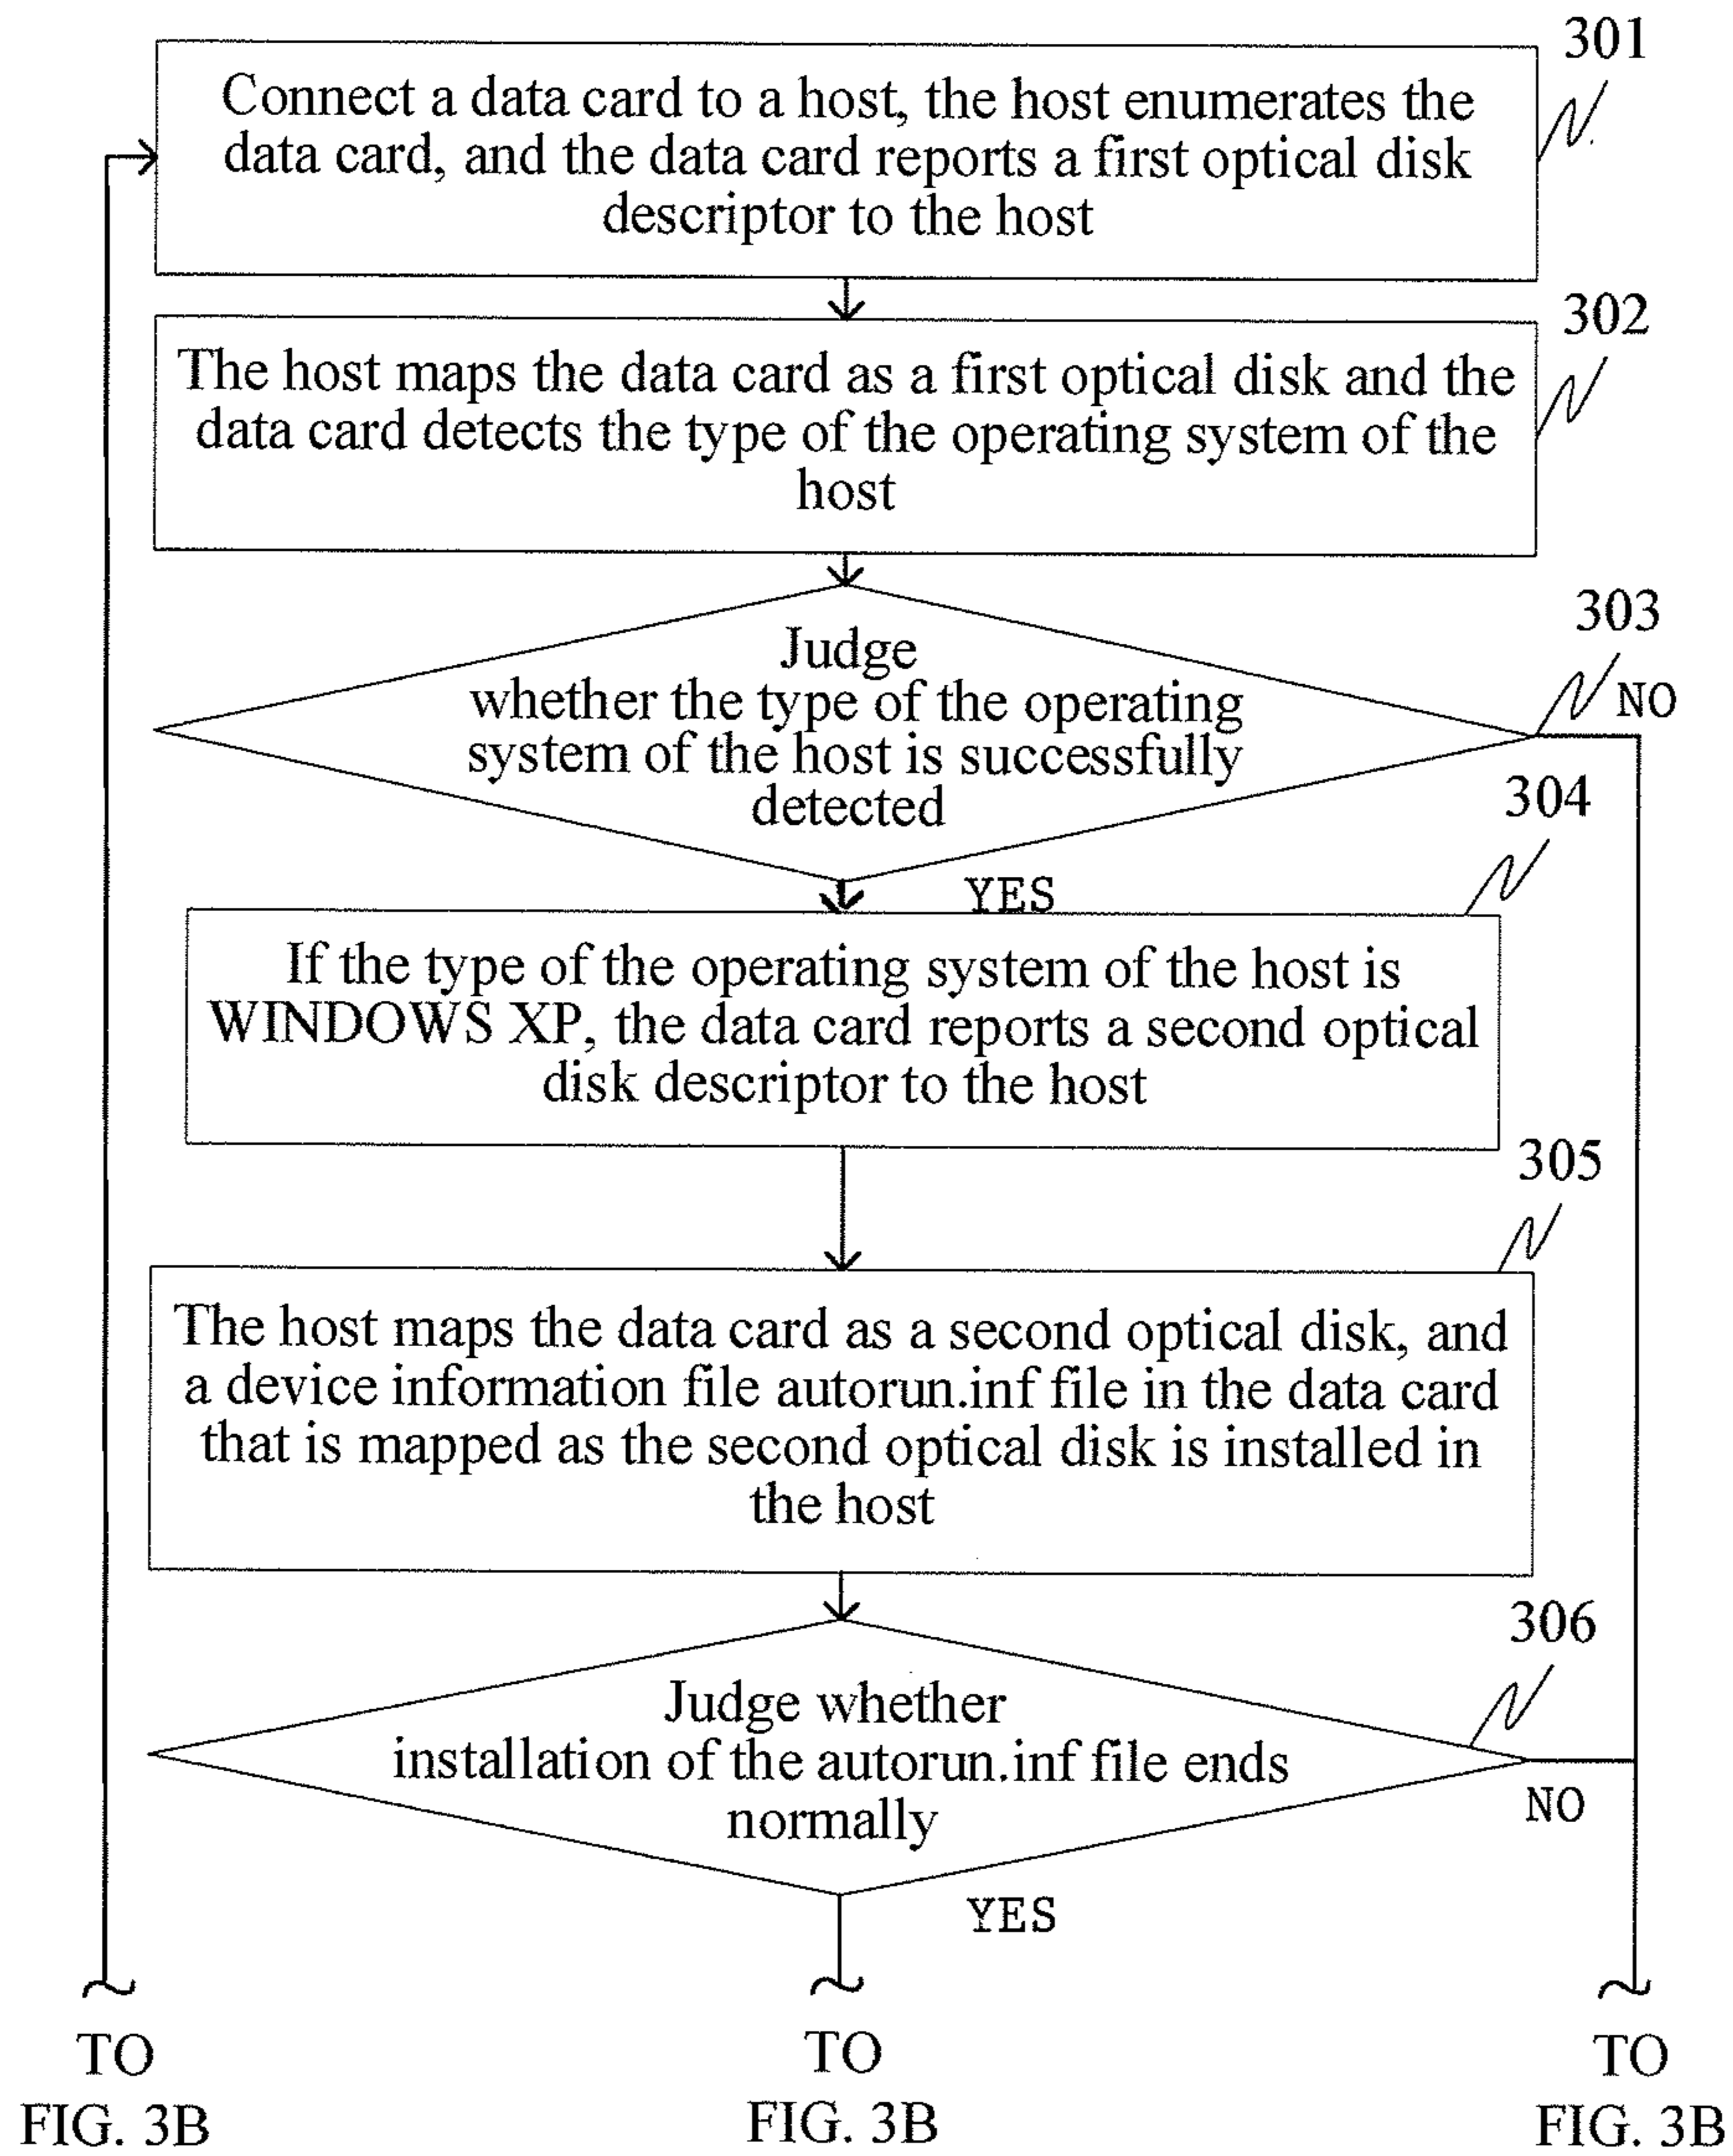 301
Connect a data card to a host, the host enumerates the
data card, and the data card reports a first optical disk
descriptor to the host
302
The host maps the data card as a first optical disk and the
data card detects the type of the operating system of the
host
303
Judge
whether the type of the operating
system of the host is successfully
detected
NO
304
YES
If the type of the operating system of the host is
WINDOWS XP, the data card reports a second optical
disk descriptor to the host
305
The host maps the data card as a second optical disk, and
a device information file autorun.inf file in the data card
that is mapped as the second optical disk is installed in
the host
306
Judge whether
installation of the autorun.inf file ends
normally
NO
YES
TO
FIG. 3B
TO
FIG. 3B
TO
FIG. 3B